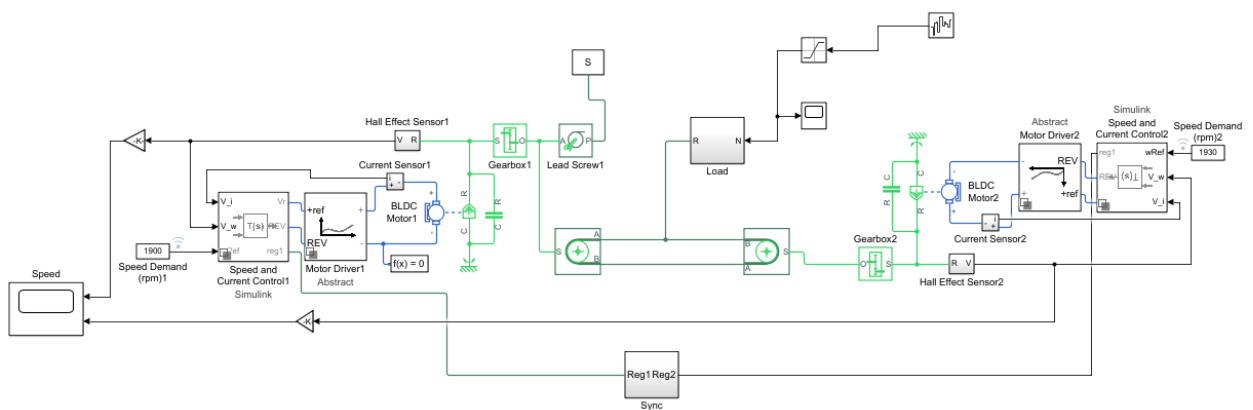 S
Hall Effect Sensor1
V R
-K-
S O
Gearbox1
A P
Lead Screw1
R N
Load
Simulink
Speed and
Current Control2
Speed Demand
(rpm)2
Abstract
Motor Driver2
reg1
wRef
1930
REV
REV
T(s)
V_w
+ref
V_i
Current Sensor1
i
+
-
V_i
Vr
+ref
+
+
BLDC
Motor1
-
V_w
T(s)
REV
REV
-
Ref
reg1
1900
Speed Demand
(rpm)1
Speed and
Current Control1
Simulink
Motor Driver1
Abstract
f(x) = 0
R
C
R
C
C
R
C
R
-
+
BLDC
Motor2
i
+
-
Current Sensor2
S A
B
B S
A
Gearbox2
O S
R V
Hall Effect Sensor2
Speed
-K-
Reg1 Reg2
Sync